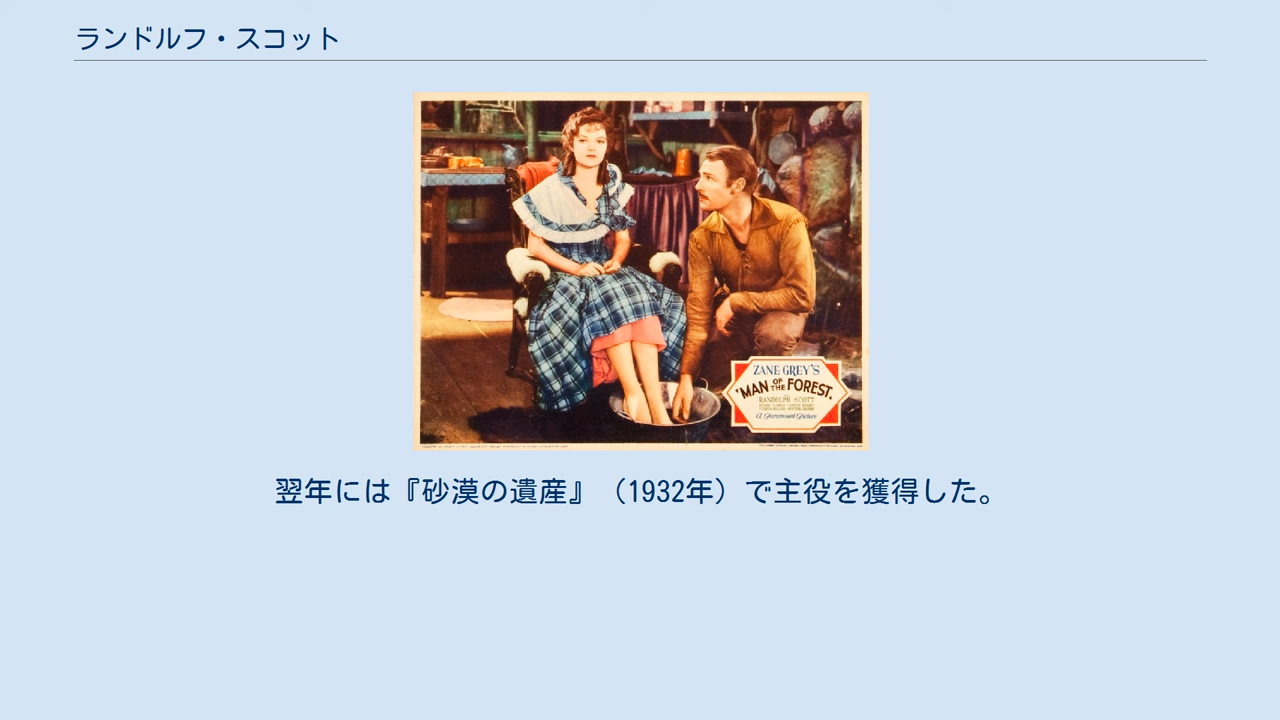 ランドルフ・スコット
ZANE GREY'S
"MAN OF THE FOREST"
RANDOLPH SCOTT
A Paramount Picture
翌年には『砂漠の遺産』（1932年）で主役を獲得した。